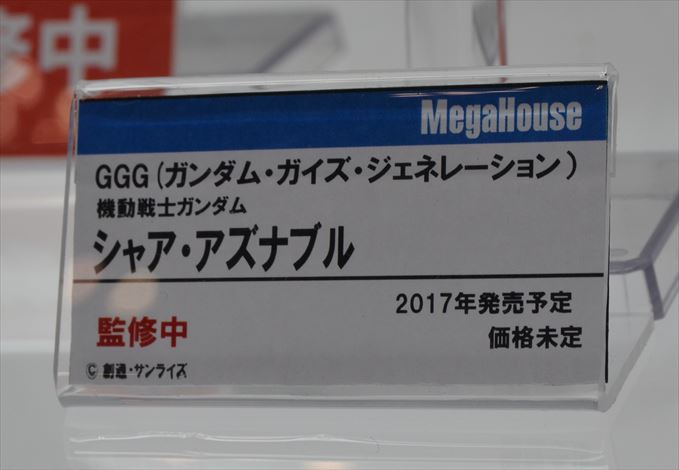 修中
MegaHouse
GGG(ガンダム・ガイズ・ジェネレーション)
機動戦士ガンダム
シャア・アズナブル
2017年発売予定
監修中
価格未定
© 創通・サンライズ